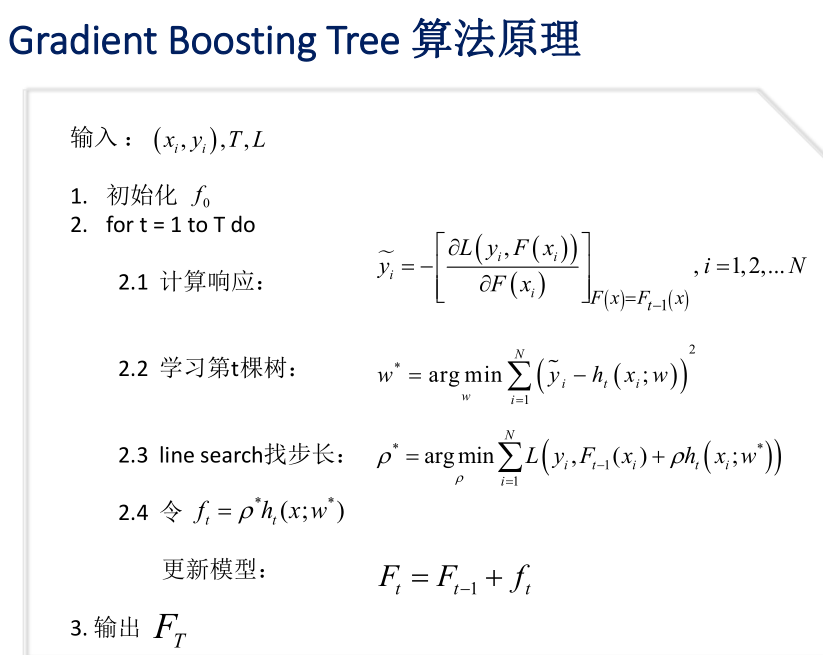 Gradient Boosting Tree 算法原理
输入： (x_i, y_i), T, L
1. 初始化 f_0
2. for t = 1 to T do
2.1 计算响应： \tilde{y_i} = -\left[ \frac{\partial L(y_i, F(x_i))}{\partial F(x_i)} \right]_{F(x)=F_{t-1}(x)}, i = 1, 2, ... N
2.2 学习第t棵树： w^* = \arg\min_{w} \sum_{i=1}^{N} \left( \tilde{y}_i - h_t(x_i; w) \right)^2
2.3 line search找步长： \rho^* = \arg\min_{\rho} \sum_{i=1}^{N} L\left( y_i, F_{t-1}(x_i) + \rho h_t(x_i; w^*) \right)
2.4 令 f_t = \rho^* h_t(x; w^*)
更新模型： F_t = F_{t-1} + f_t
3. 输出 F_T